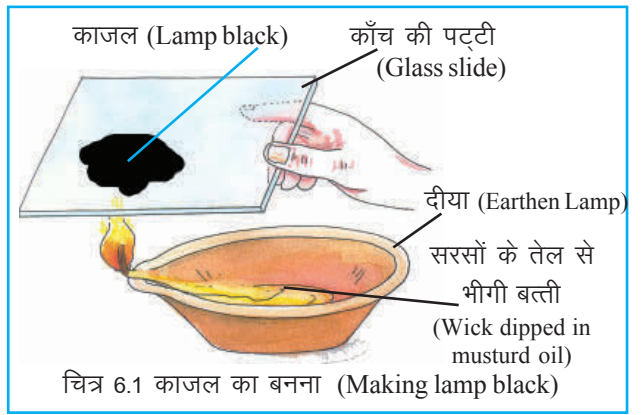 काजल (Lamp black)
काँच की पट्टी
(Glass slide)
दीया (Earthen Lamp)
सरसों के तेल से
भीगी बत्ती
(Wick dipped in
musturd oil)
चित्र 6.1 काजल का बनना (Making lamp black)